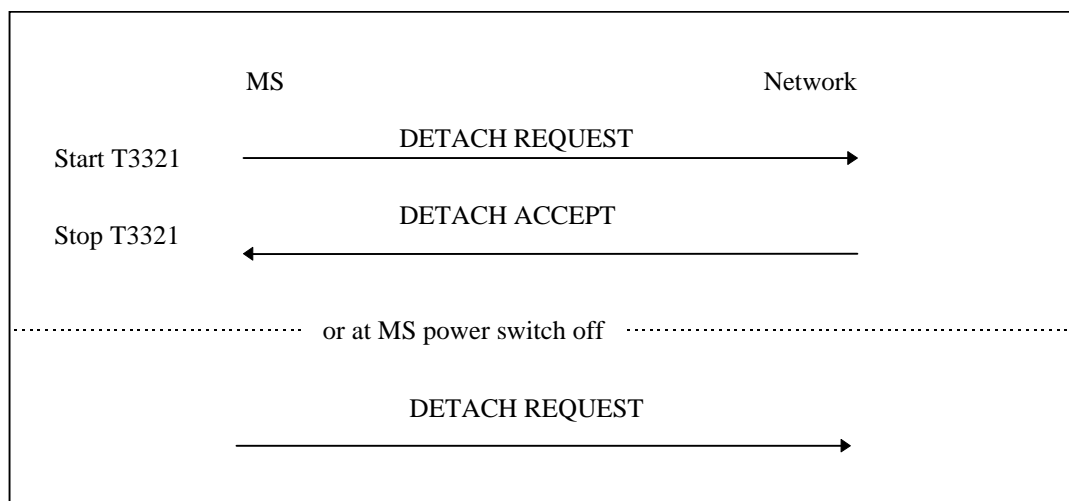 MS Network
DETACH REQUEST
Start T3321
DETACH ACCEPT
Stop T3321
or at MS power switch off
DETACH REQUEST